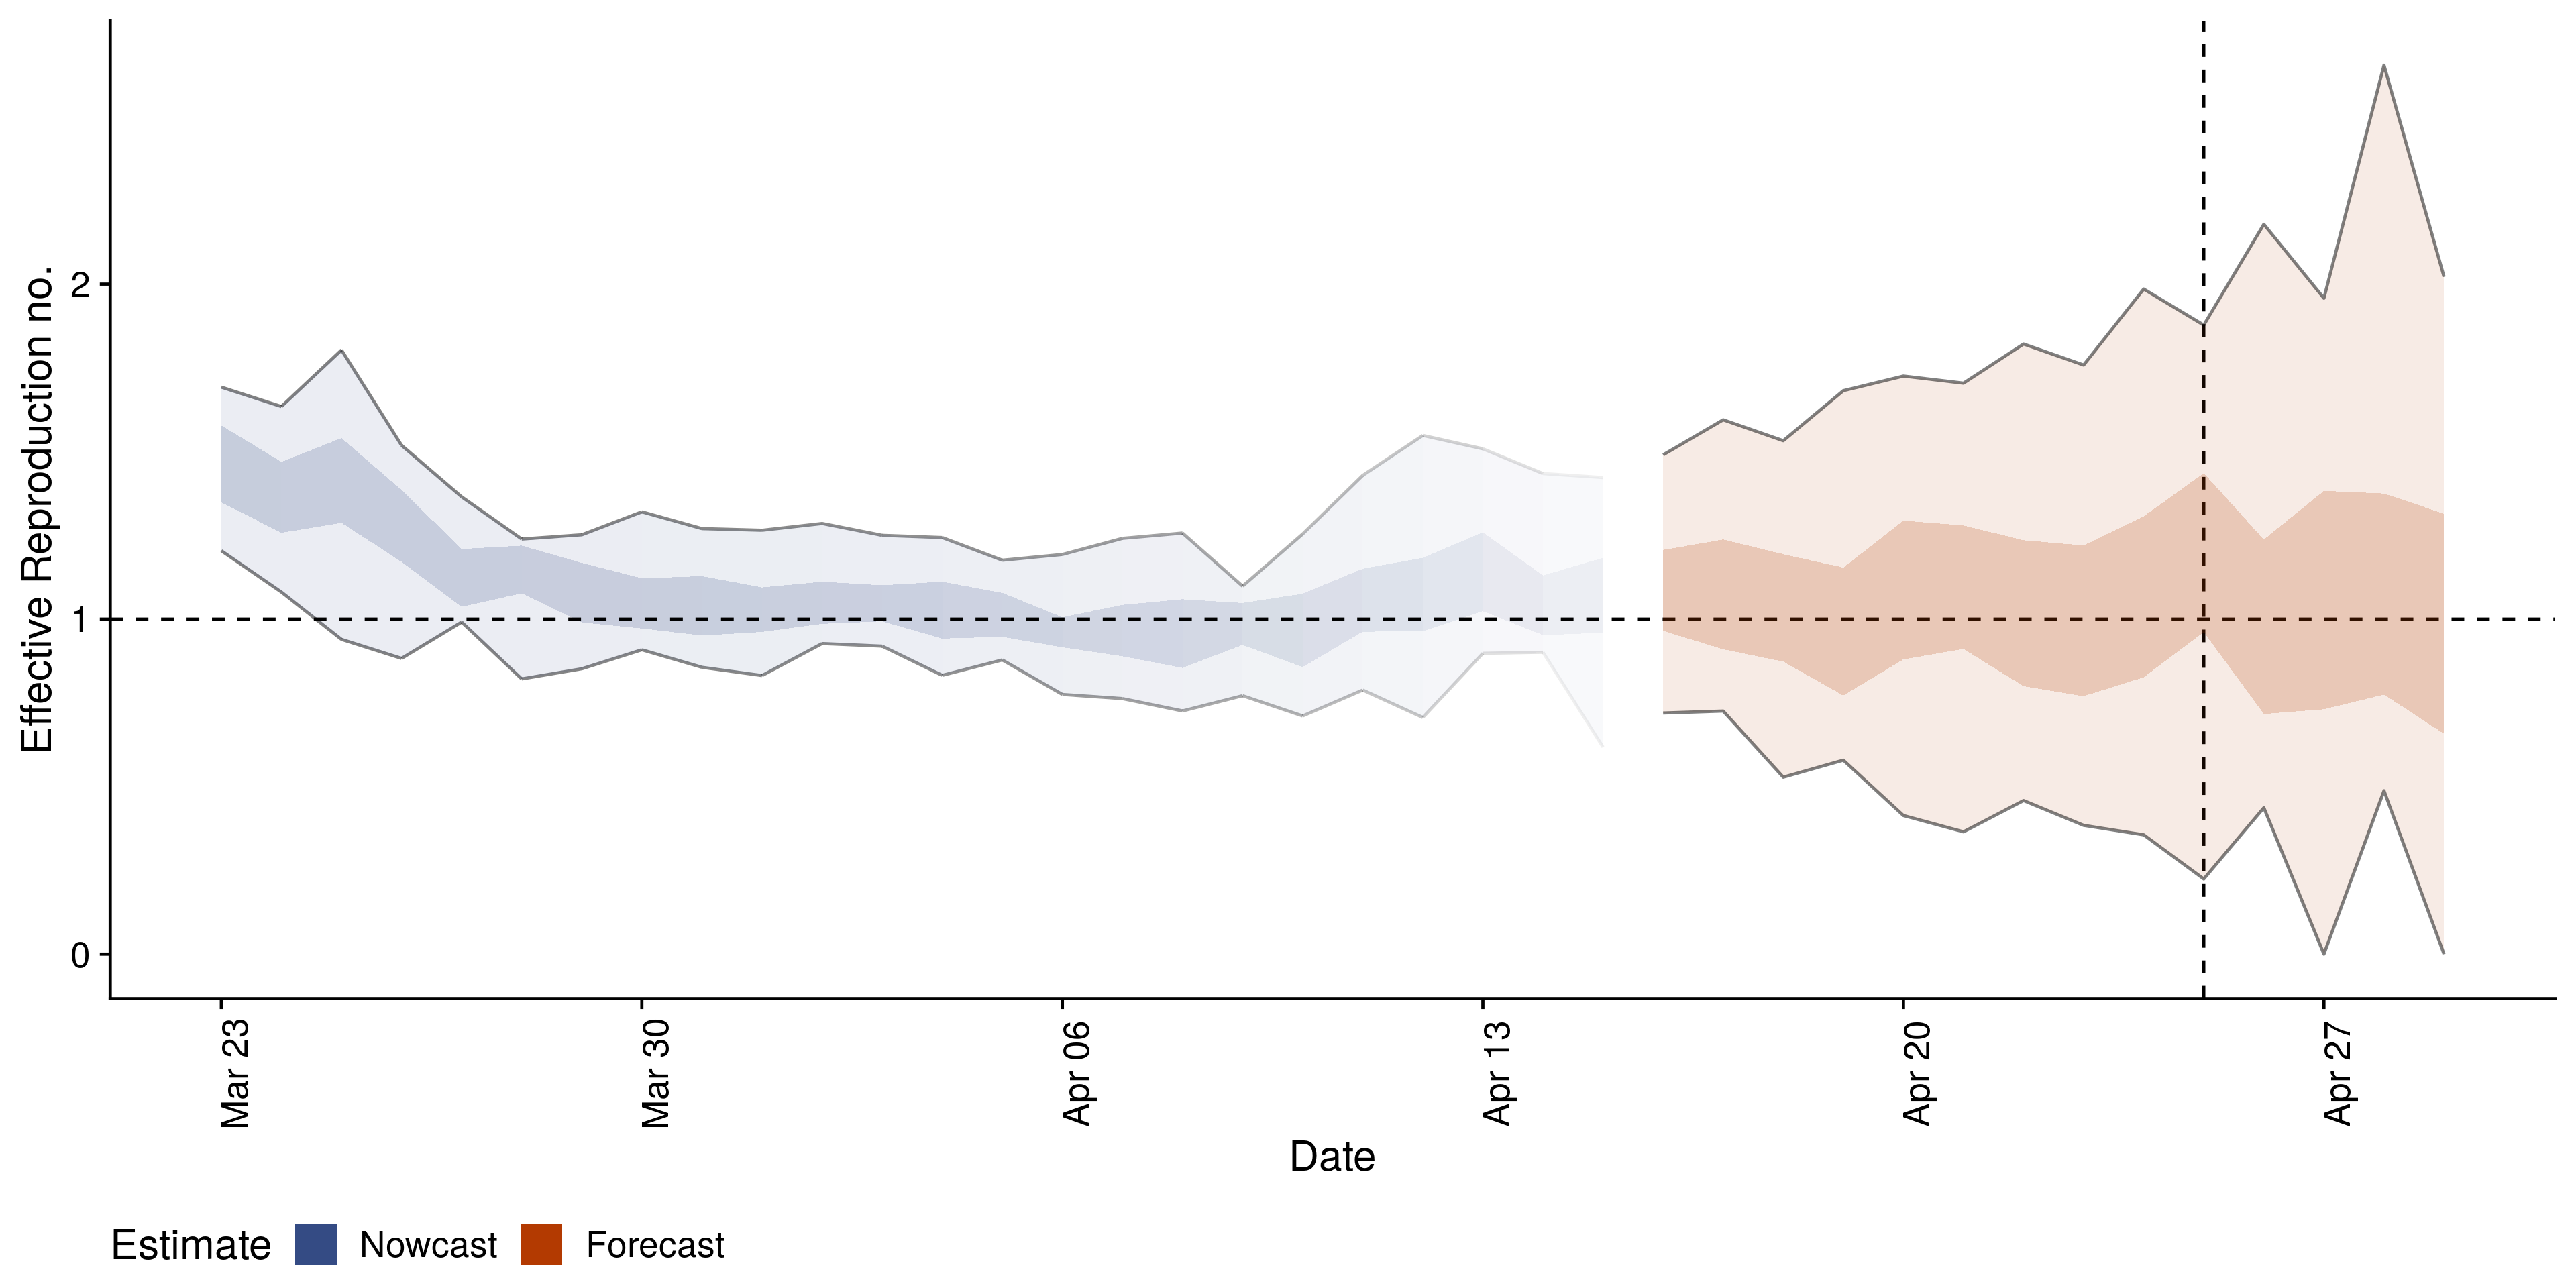 Effective Reproduction no.
2
1
0
Mar 23
Mar 30
Apr 06
Apr 13
Apr 20
Apr 27
Date
Estimate Nowcast Forecast